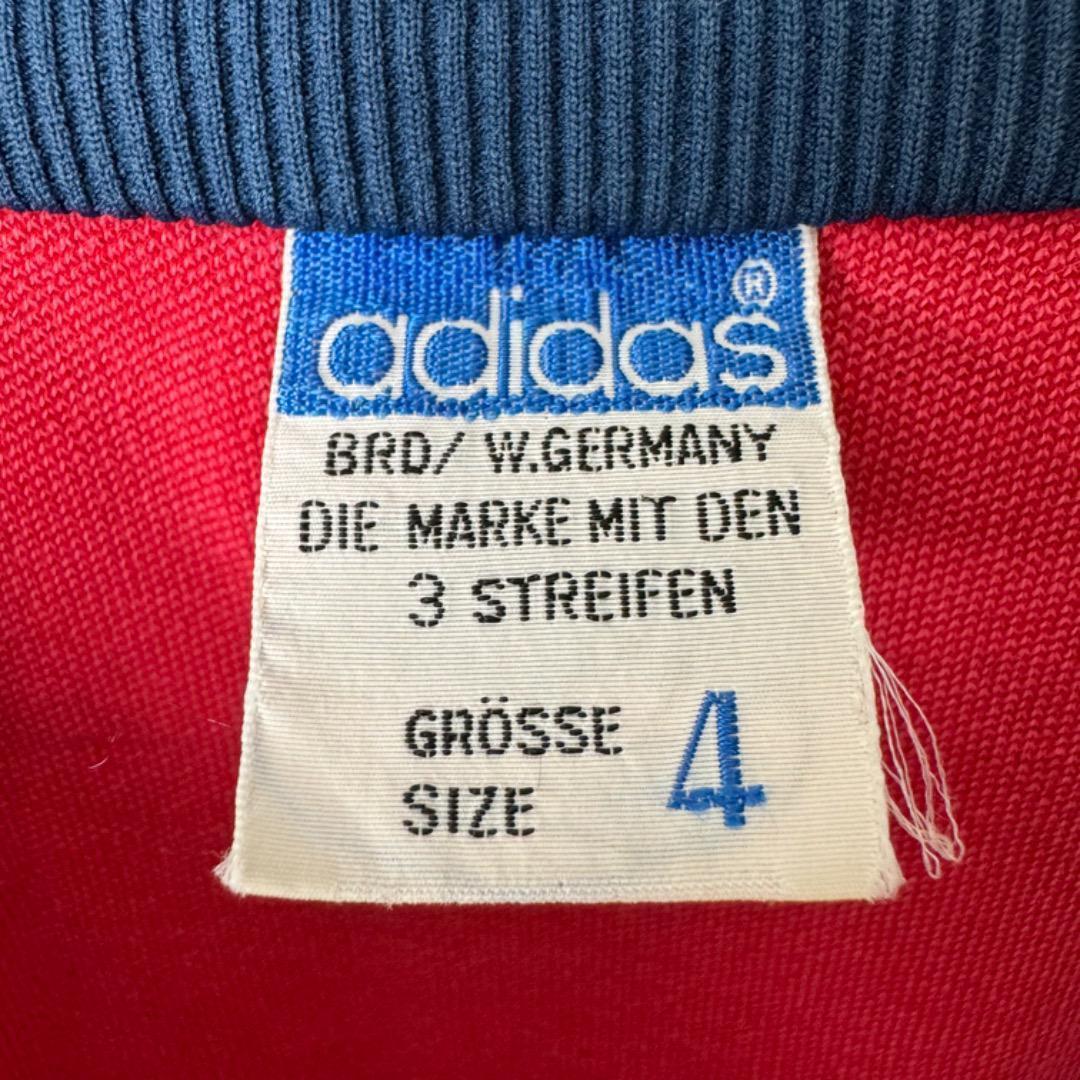 adidas®
BRD/ W.GERMANY
DIE MARKE MIT DEN
3 STREIFEN
GRÖSSE 4
SIZE